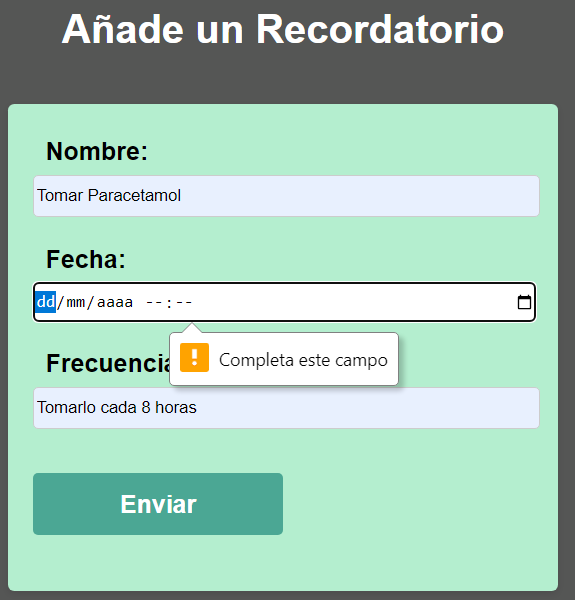 Añade un Recordatorio
Nombre:
Tomar Paracetamol
Fecha:
dd/mm/aaaa --:--
Completa este campo
Frecuencia
Tomarlo cada 8 horas
Enviar